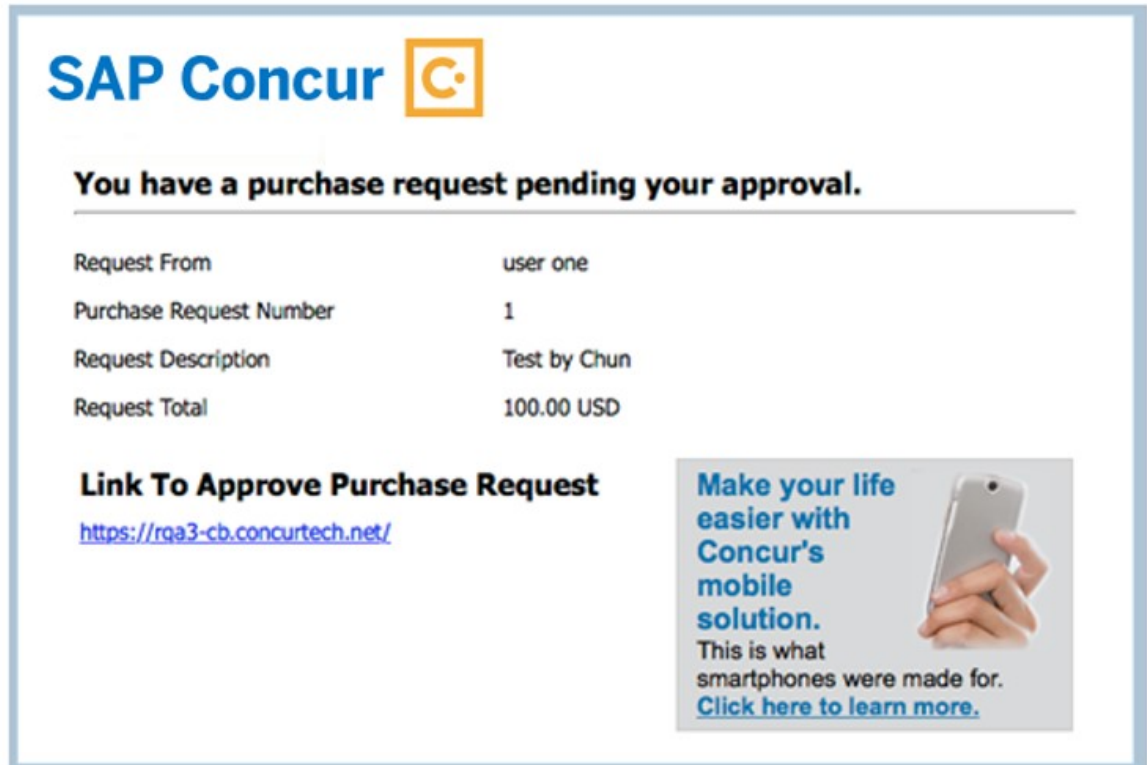 SAP Concur C.
You have a purchase request pending your approval.
Request From user one
Purchase Request Number 1
Request Description Test by Chun
Request Total 100.00 USD
Link To Approve Purchase Request
https://rqa3-cb.concurtech.net/
Make your life
easier with
Concur's
mobile
solution.
This is what
smartphones were made for.
Click here to learn more.